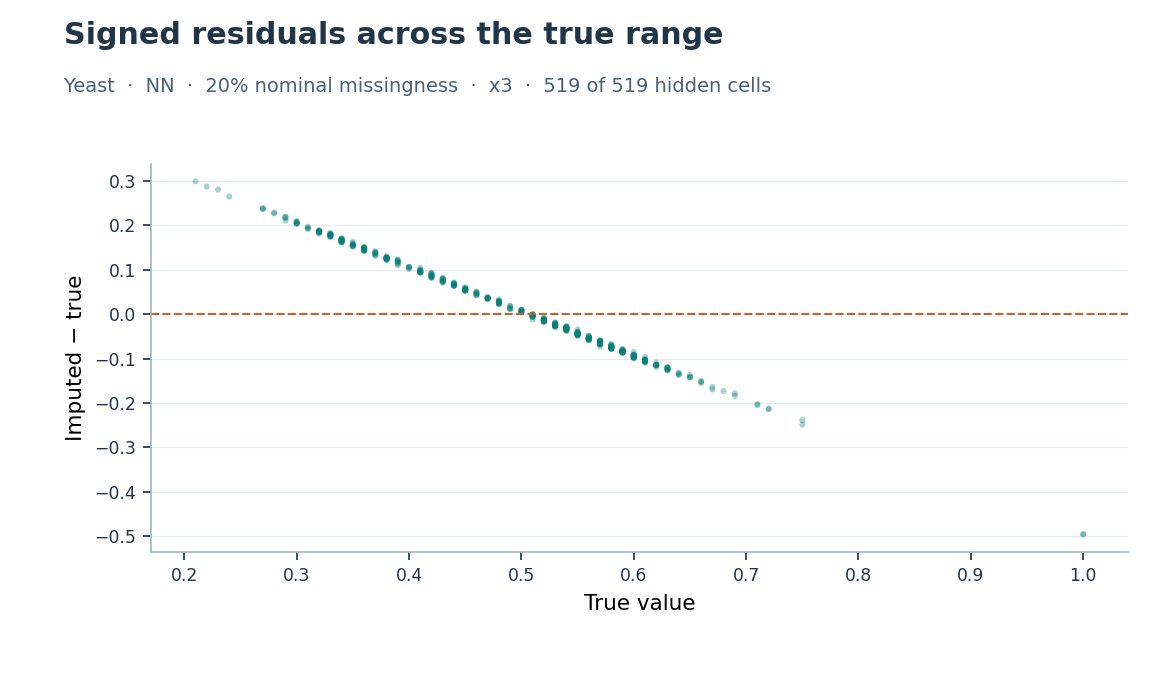 Signed residuals across the true range
Yeast · NN · 20% nominal missingness · x3 · 519 of 519 hidden cells
0.3
0.2
0.1
0.0
−0.1
−0.2
−0.3
−0.4
−0.5
Imputed − true
0.2 0.3 0.4 0.5 0.6 0.7 0.8 0.9 1.0
True value